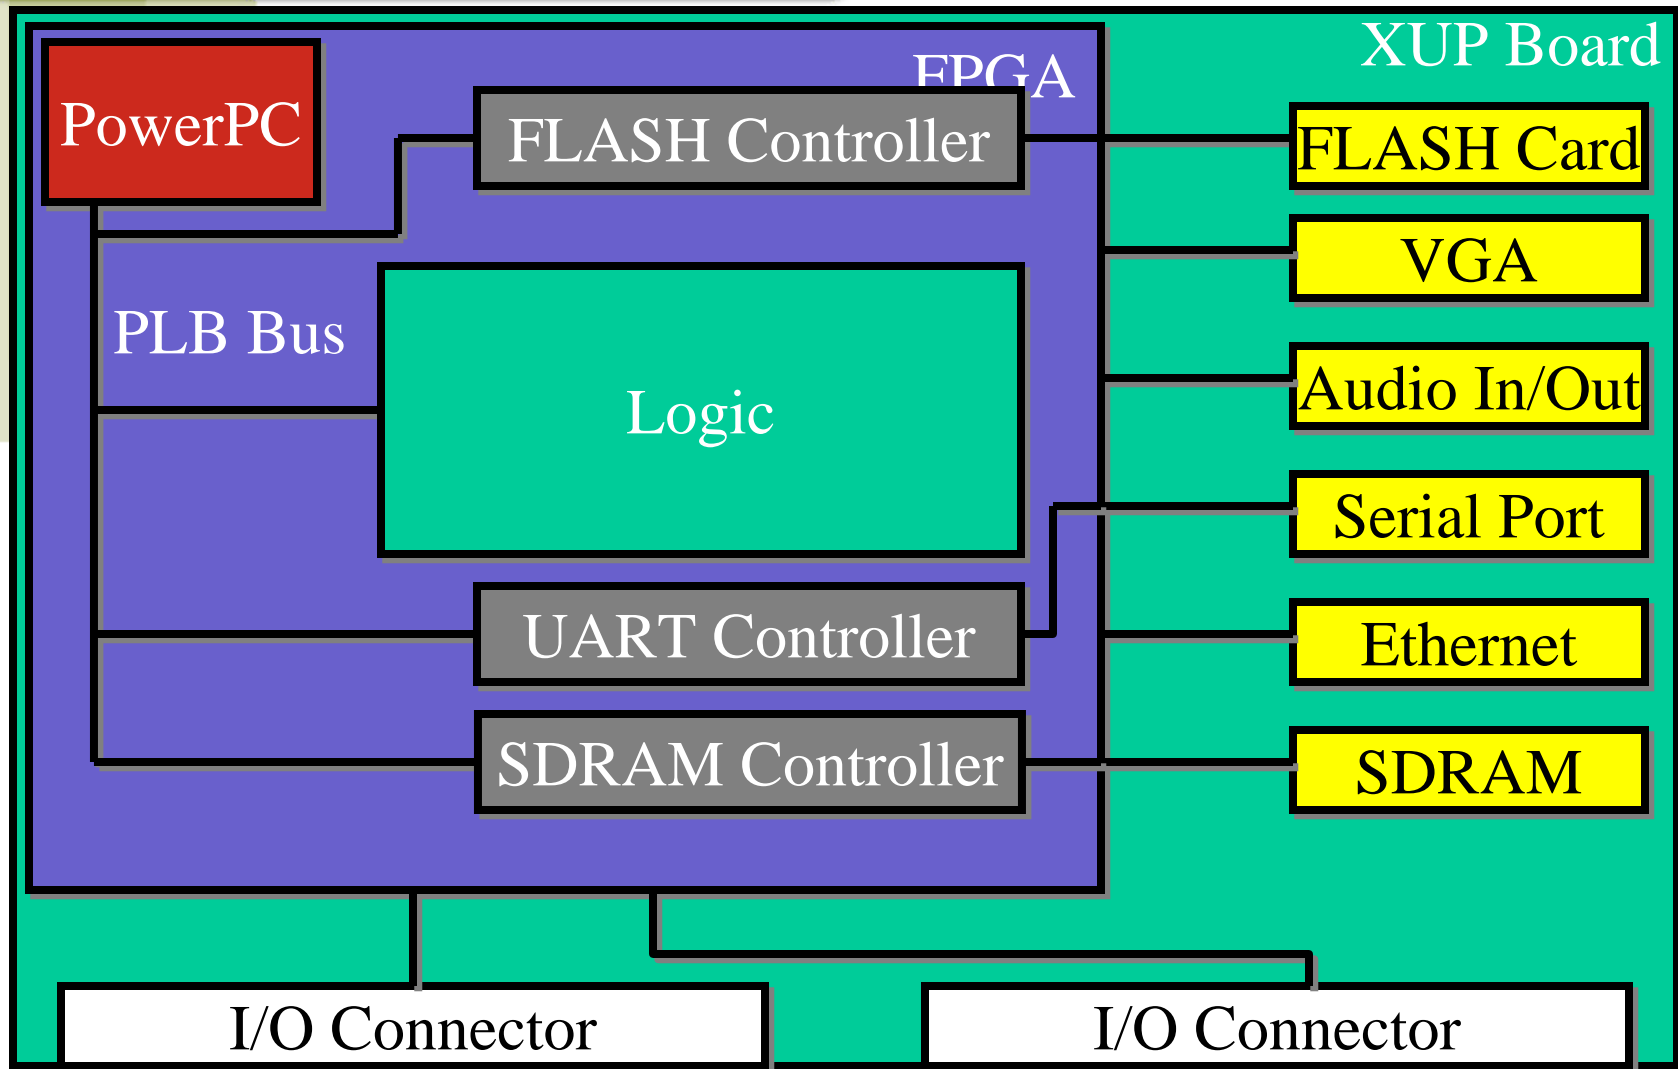 XUP Board
FPGA
PowerPC
FLASH Controller
FLASH Card
VGA
PLB Bus
Audio In/Out
Logic
Serial Port
UART Controller
Ethernet
SDRAM Controller
SDRAM
I/O Connector
I/O Connector